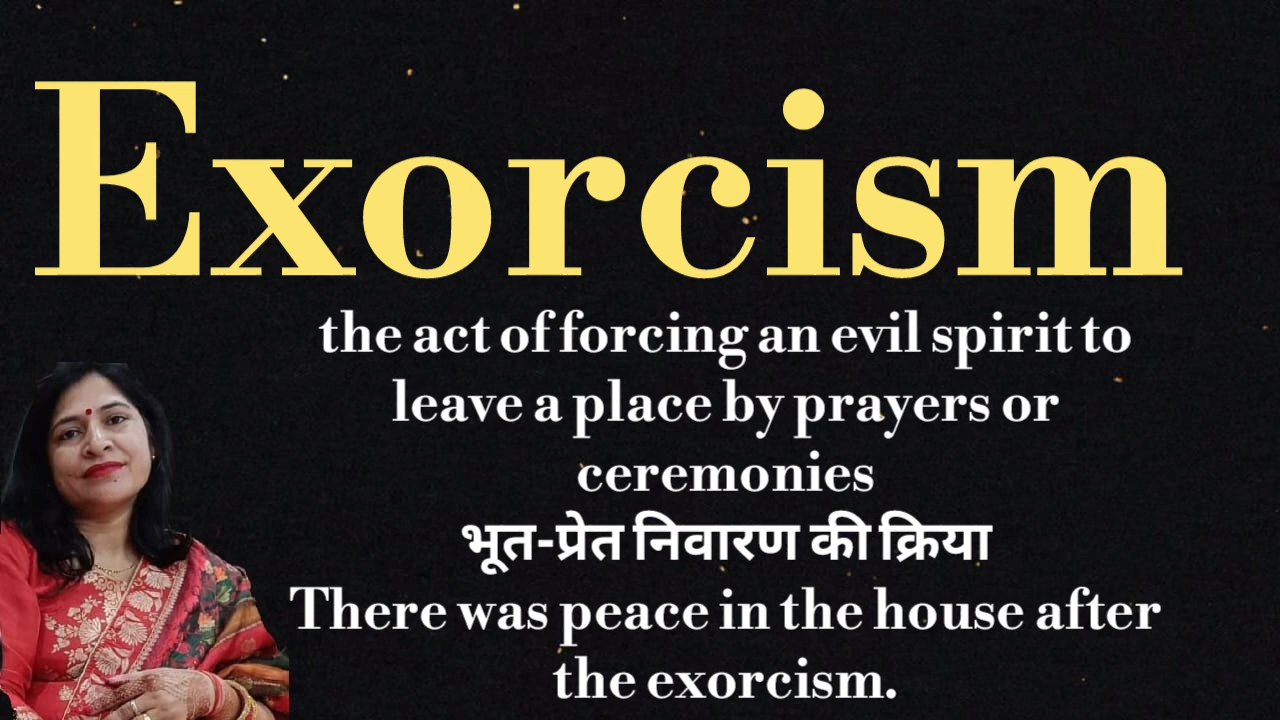 Exorcism
the act of forcing an evil spirit to
leave a place by prayers or
ceremonies
भूत-प्रेत निवारण की क्रिया
There was peace in the house after
the exorcism.